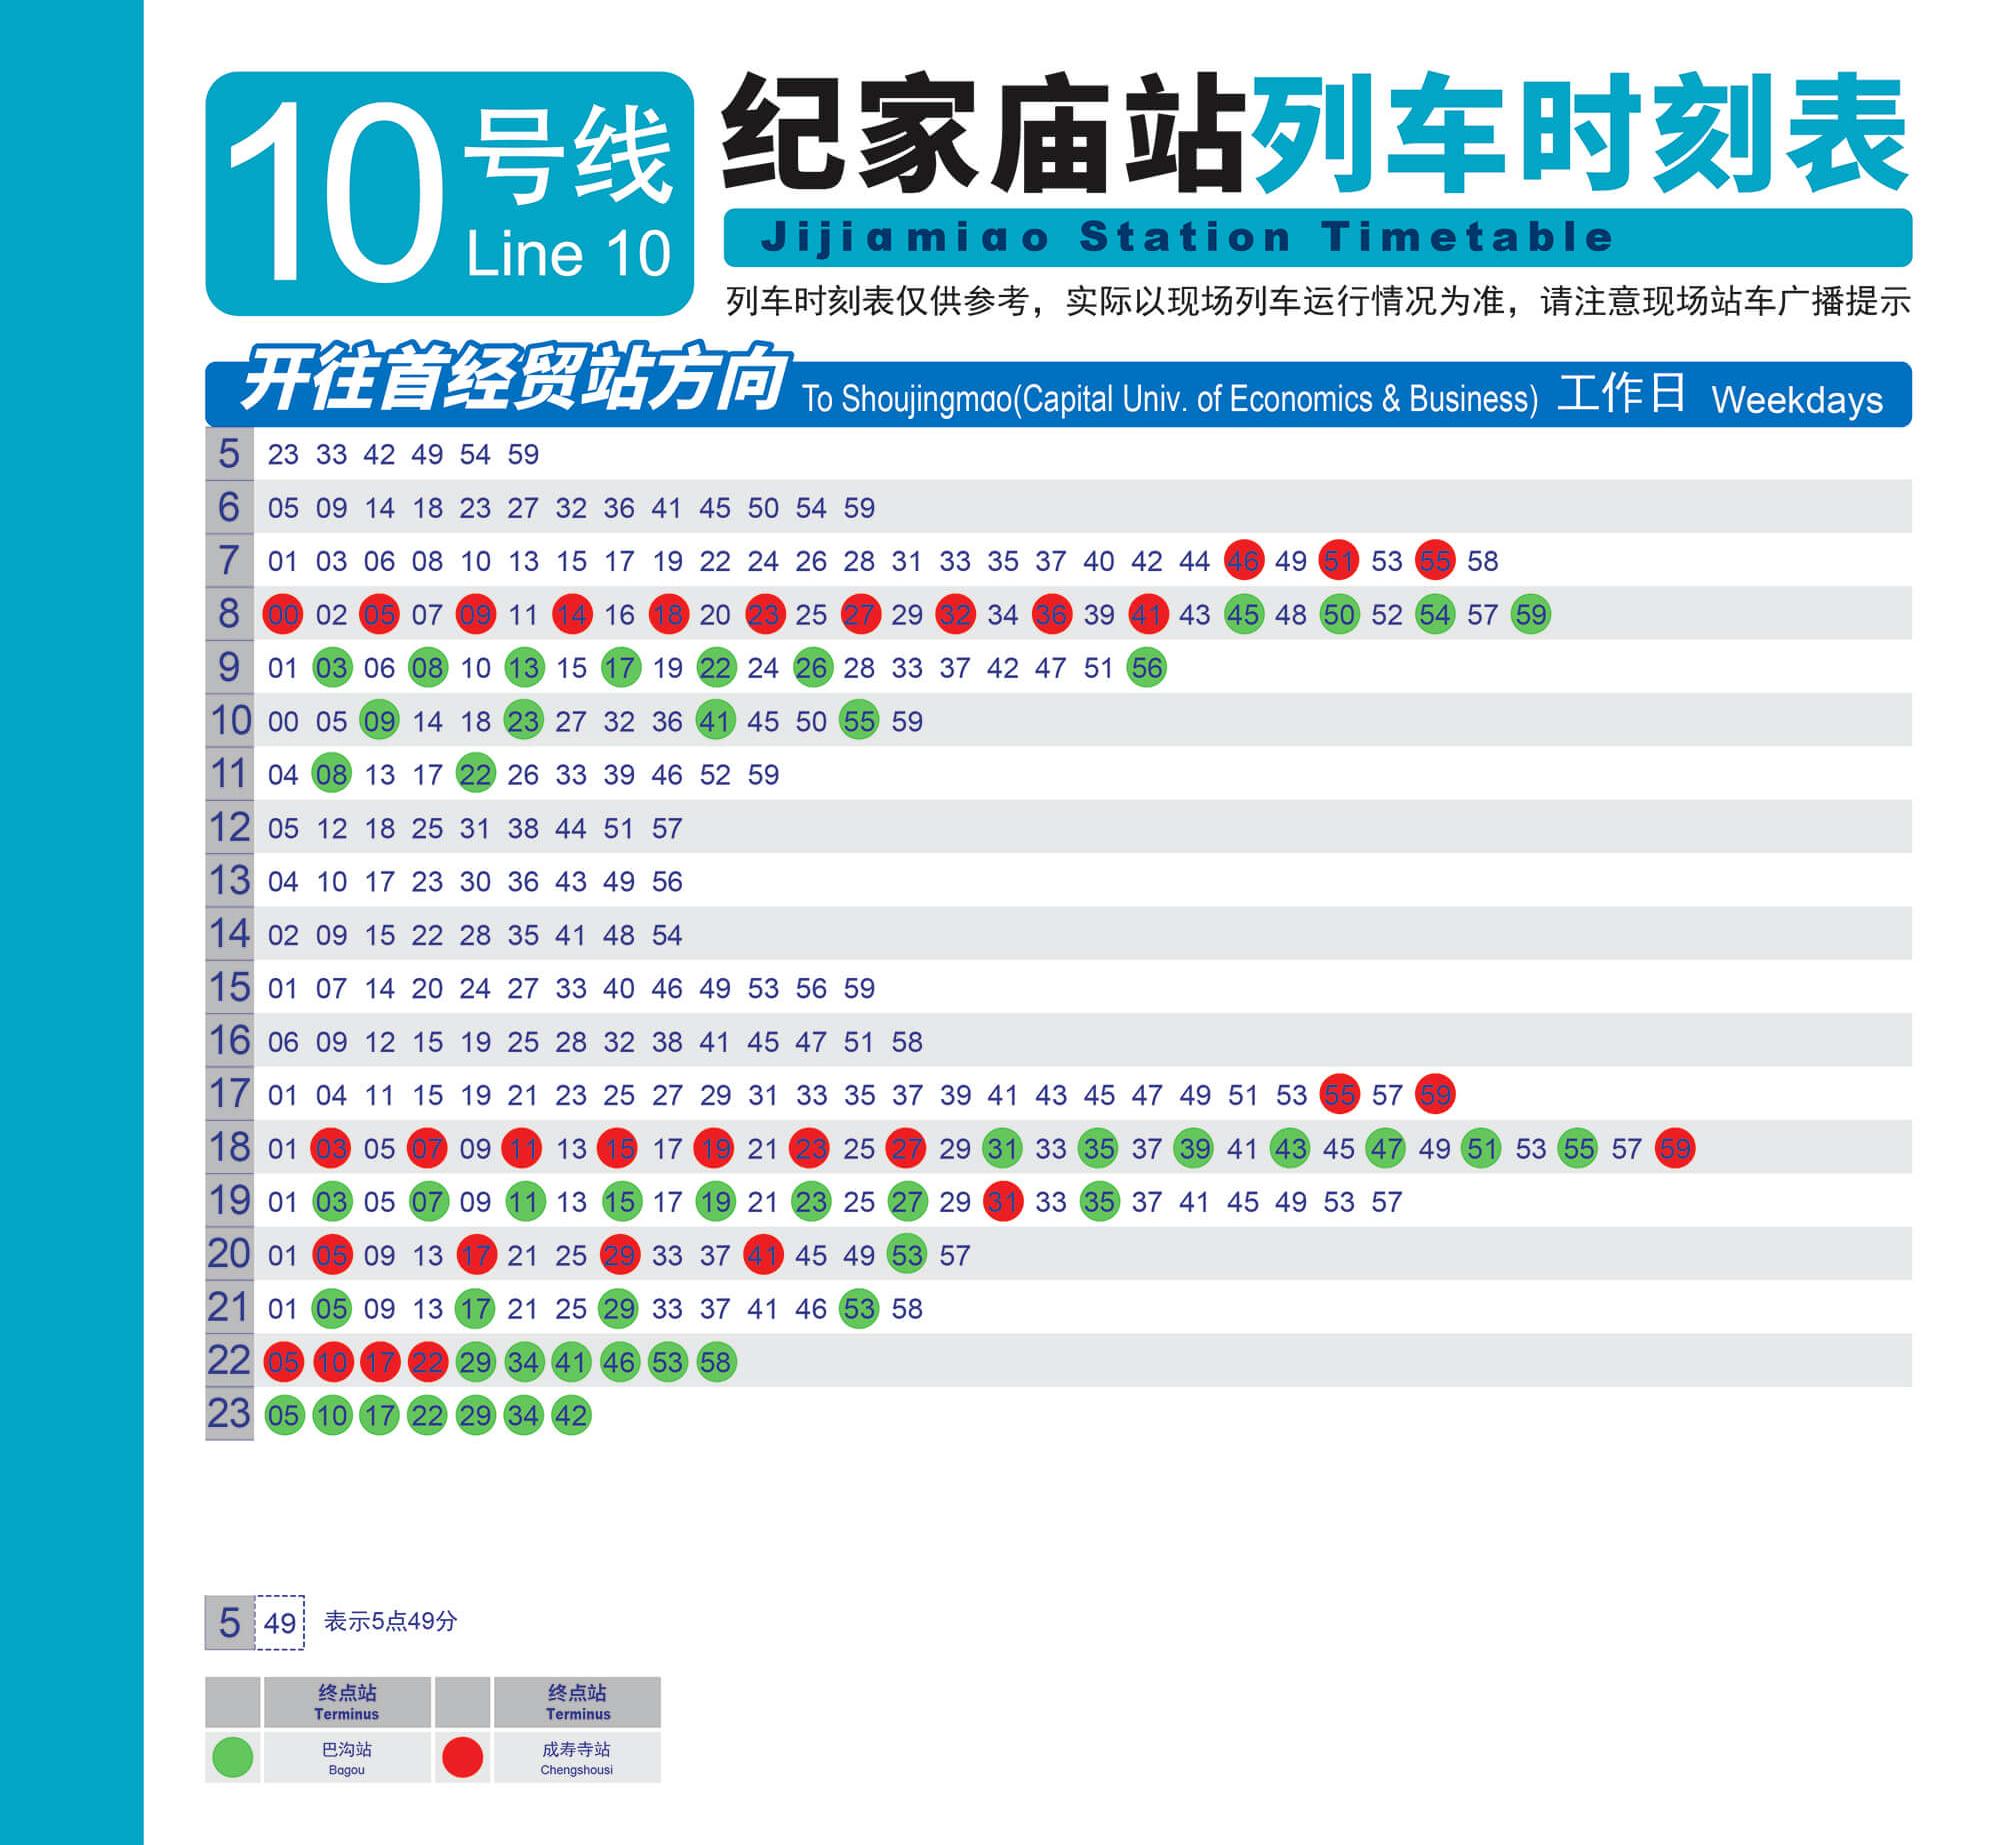 10号线
Line 10
纪家庙站列车时刻表
Jijiamiao Station Timetable
列车时刻表仅供参考，实际以现场列车运行情况为准，请注意现场站车广播提示
开往首经贸站方向 To Shoujingmao(Capital Univ. of Economics & Business) 工作日 Weekdays
5 23 33 42 49 54 59
6 05 09 14 18 23 27 32 36 41 45 50 54 59
7 01 03 06 08 10 13 15 17 19 22 24 26 28 31 33 35 37 40 42 44 46 49 51 53 55 58
8 00 02 05 07 09 11 14 16 18 20 23 25 27 29 32 34 36 39 41 43 45 48 50 52 54 57 59
9 01 03 06 08 10 13 15 17 19 22 24 26 28 33 37 42 47 51 56
10 00 05 09 14 18 23 27 32 36 41 45 50 55 59
11 04 08 13 17 22 26 33 39 46 52 59
12 05 12 18 25 31 38 44 51 57
13 04 10 17 23 30 36 43 49 56
14 02 09 15 22 28 35 41 48 54
15 01 07 14 20 24 27 33 40 46 49 53 56 59
16 06 09 12 15 19 25 28 32 38 41 45 47 51 58
17 01 04 11 15 19 21 23 25 27 29 31 33 35 37 39 41 43 45 47 49 51 53 55 57 59
18 01 03 05 07 09 11 13 15 17 19 21 23 25 27 29 31 33 35 37 39 41 43 45 47 49 51 53 55 57 59
19 01 03 05 07 09 11 13 15 17 19 21 23 25 27 29 31 33 35 37 41 45 49 53 57
20 01 05 09 13 17 21 25 29 33 37 41 45 49 53 57
21 01 05 09 13 17 21 25 29 33 37 41 46 53 58
22 05 10 17 22 29 34 41 46 53 58
23 05 10 17 22 29 34 42
5 49 表示5点49分
终点站 终点站
Terminus Terminus
巴沟站 成寿寺站
Bagou Chengshousi